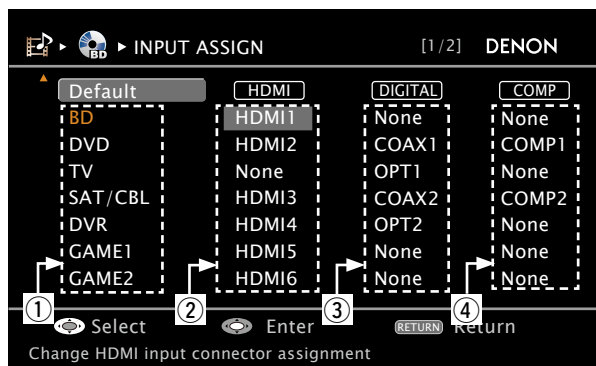 BD INPUT ASSIGN [1/2] DENON
Default HDMI DIGITAL COMP
BD HDMI1 None None
DVD HDMI2 COAX1 COMP1
TV None OPT1 None
SAT/CBL HDMI3 COAX2 COMP2
DVR HDMI4 OPT2 None
GAME1 HDMI5 None None
GAME2 HDMI6 None None
1 2 3 4
Select Enter RETURN Return
Change HDMI input connector assignment